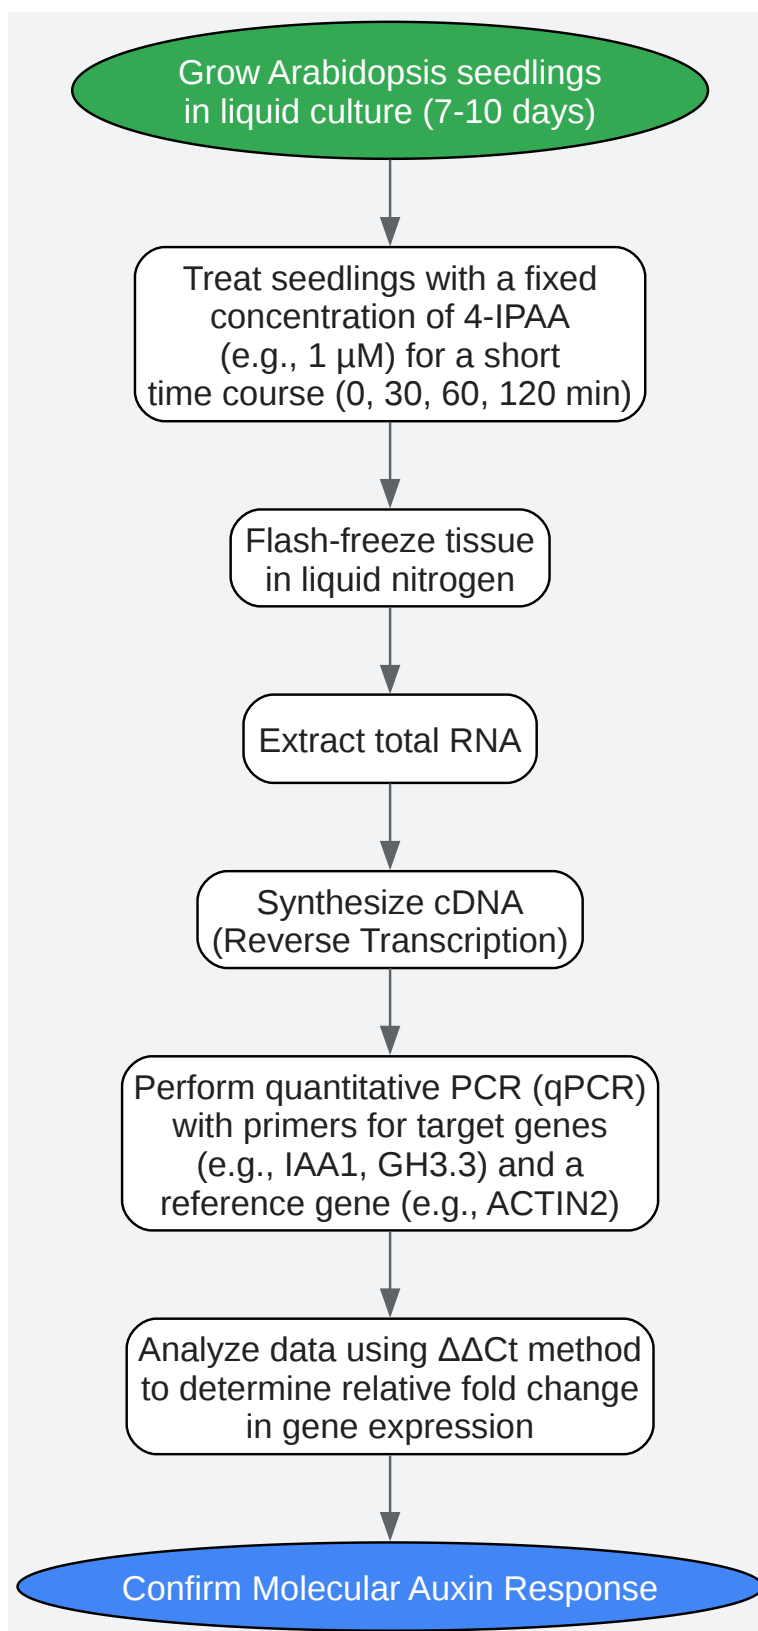 Grow Arabidopsis seedlings
in liquid culture (7-10 days)
Treat seedlings with a fixed
concentration of 4-IPAA
(e.g., 1 µM) for a short
time course (0, 30, 60, 120 min)
Flash-freeze tissue
in liquid nitrogen
Extract total RNA
Synthesize cDNA
(Reverse Transcription)
Perform quantitative PCR (qPCR)
with primers for target genes
(e.g., IAA1, GH3.3) and a
reference gene (e.g., ACTIN2)
Analyze data using ΔΔCt method
to determine relative fold change
in gene expression
Confirm Molecular Auxin Response